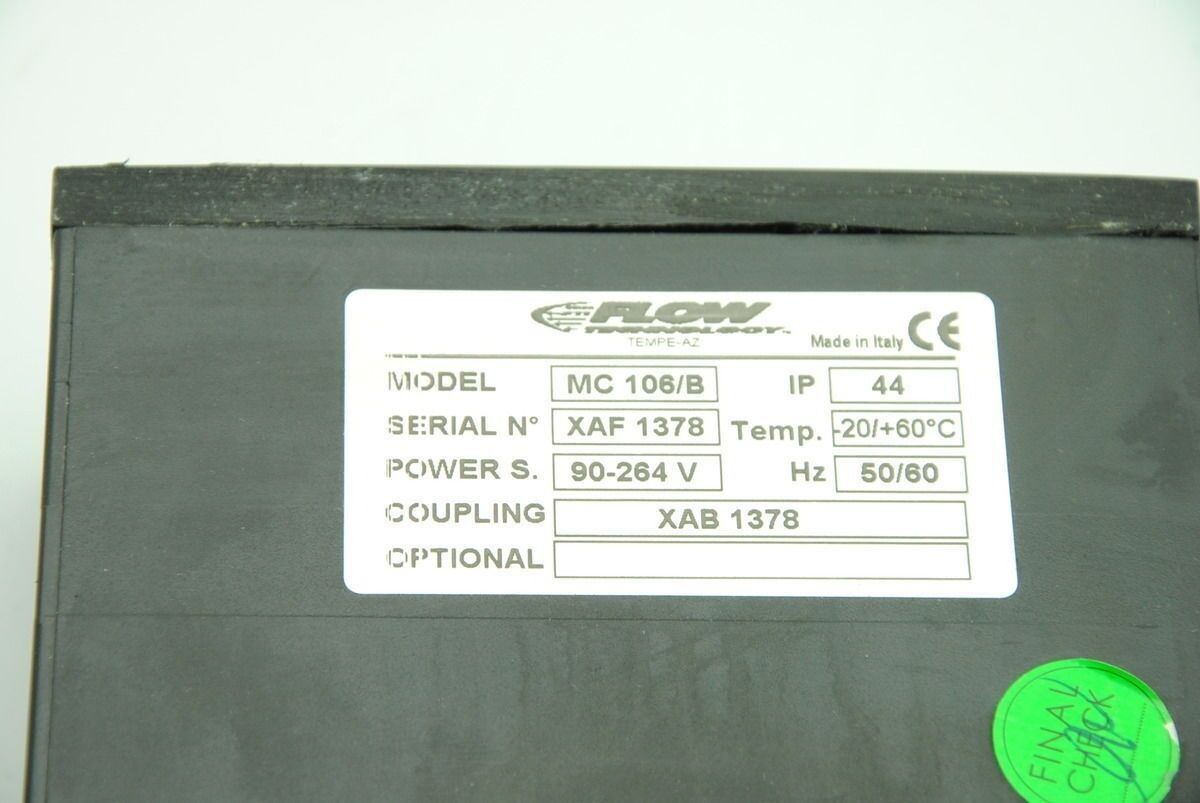 FLOW
TECHNOLOGY
TEMPE-AZ
Made in Italy CE
MODEL MC 106/B IP 44
SERIAL N° XAF 1378 Temp. -20/+60°C
POWER S. 90-264 V Hz 50/60
COUPLING XAB 1378
OPTIONAL
FINAL
CHECK